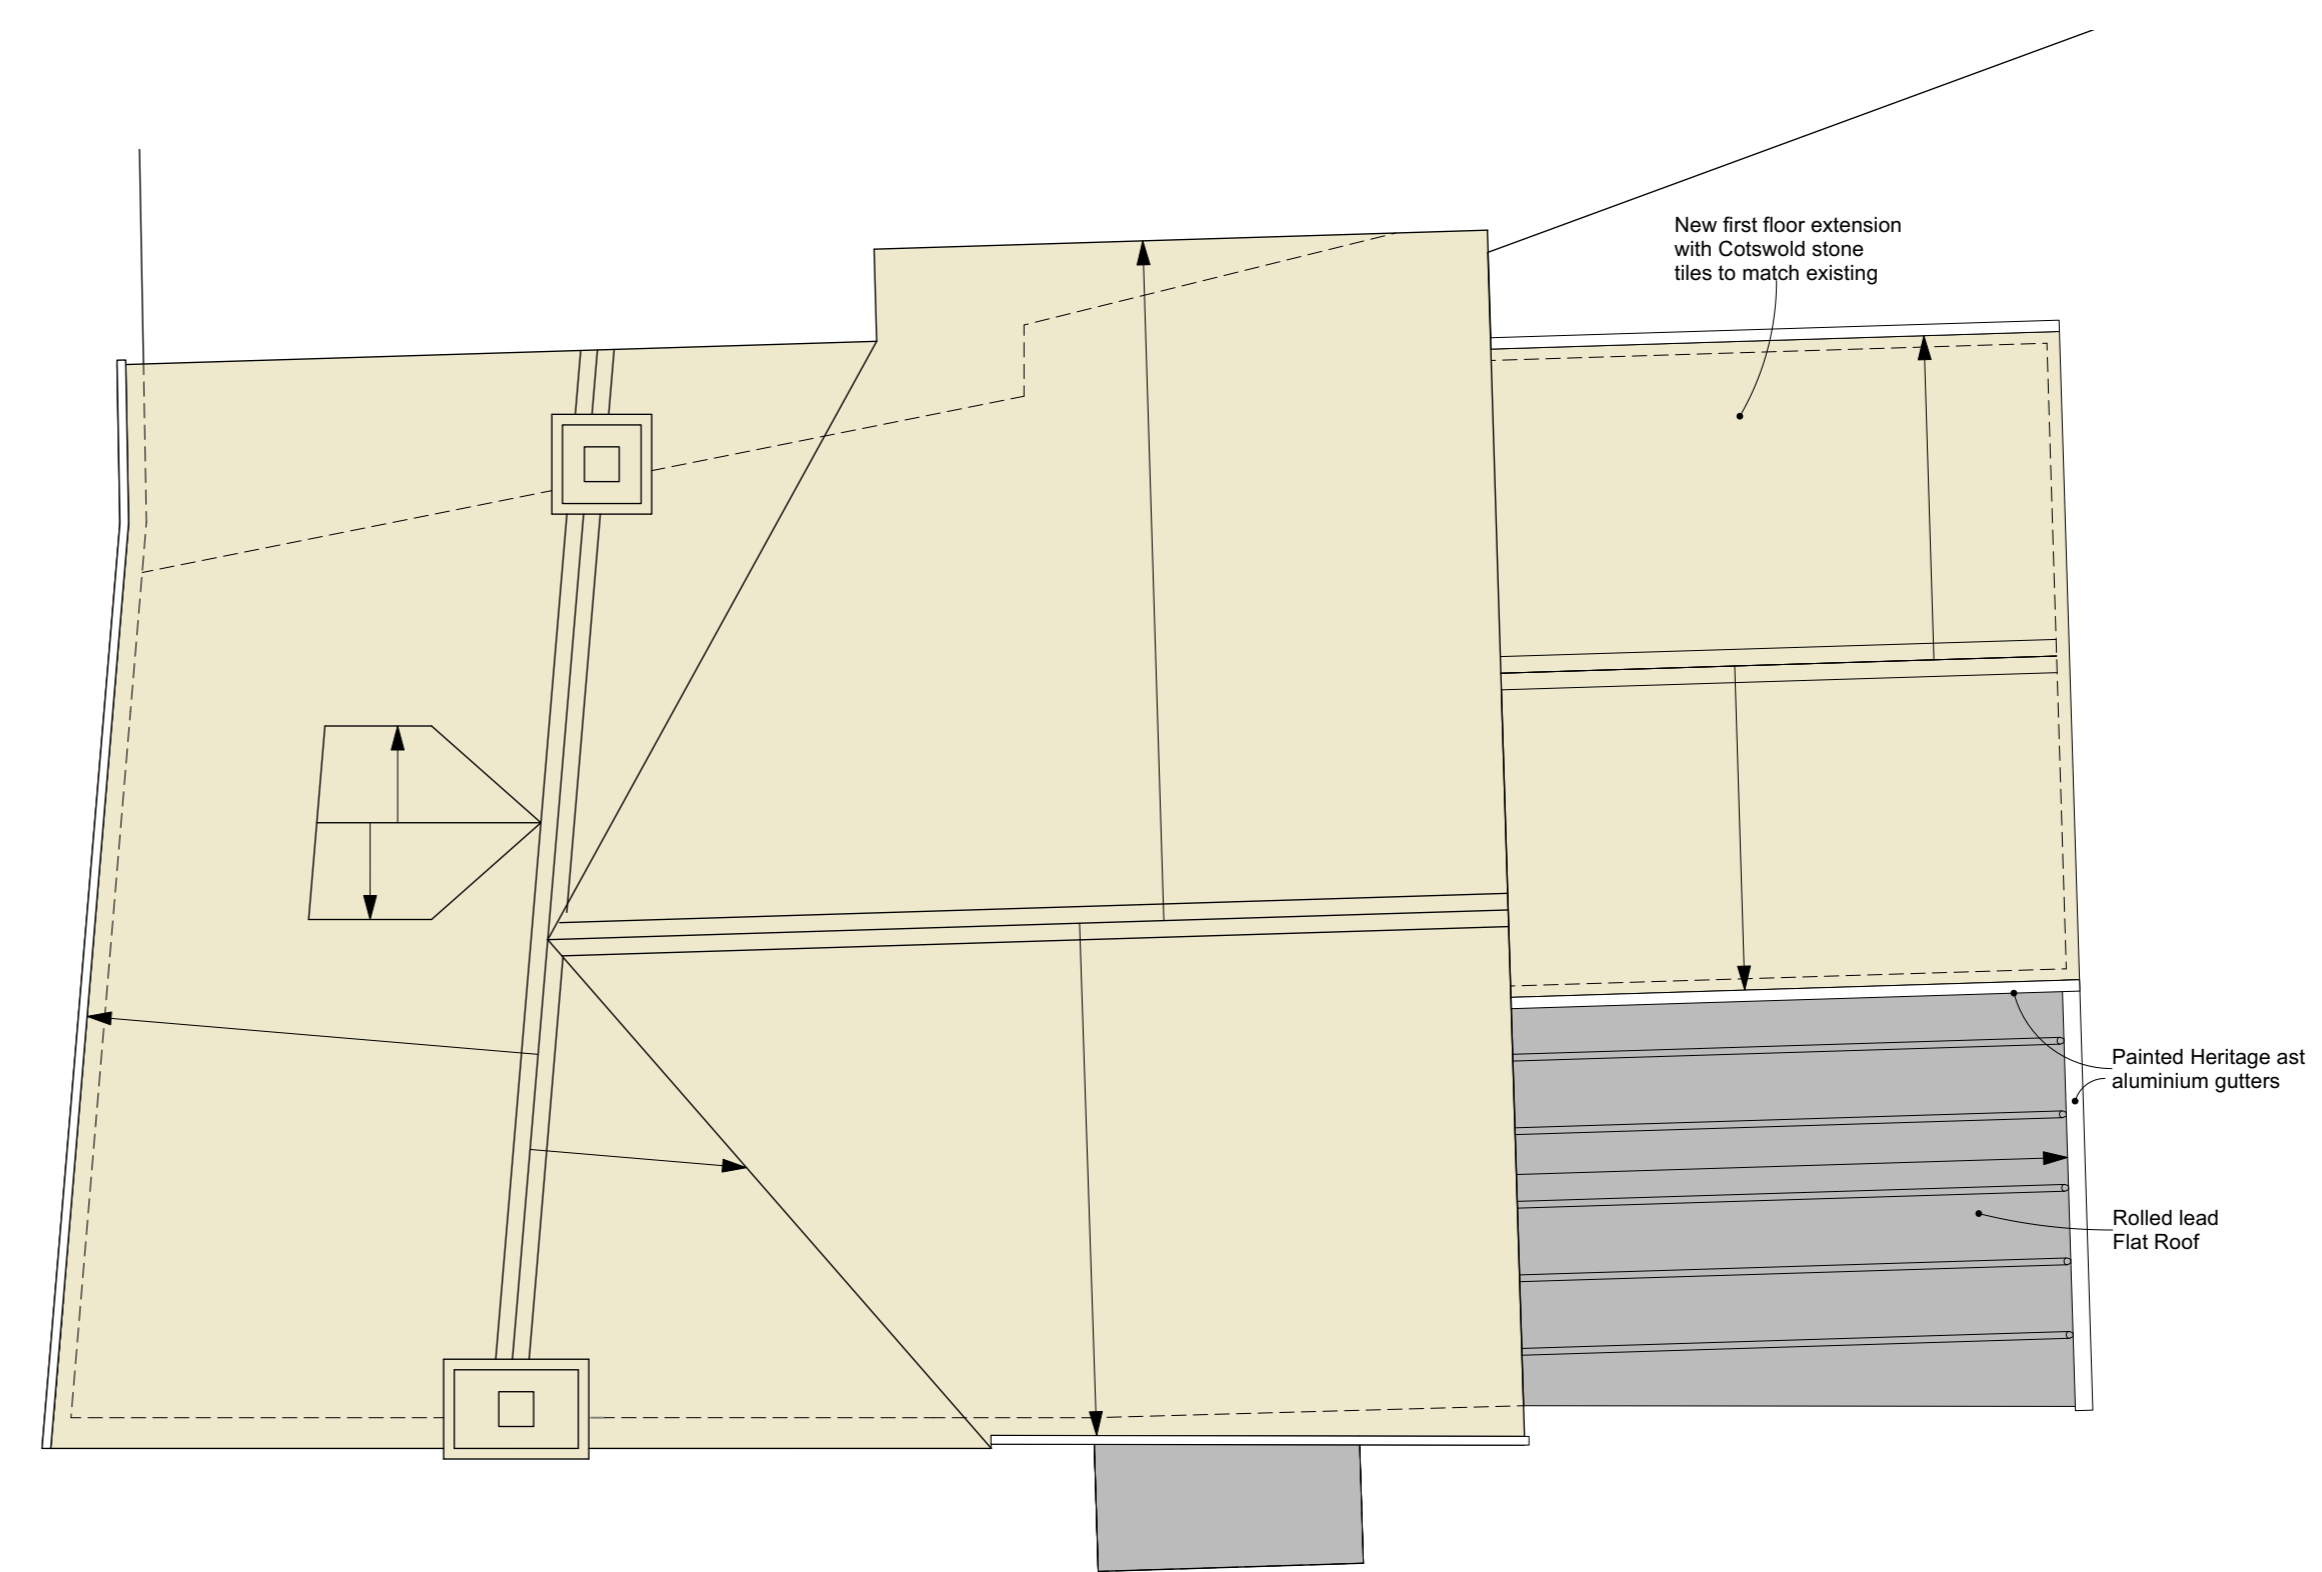 New first floor extension
with Cotswold stone
tiles to match existing
Painted Heritage ast
aluminium gutters
Rolled lead
Flat Roof